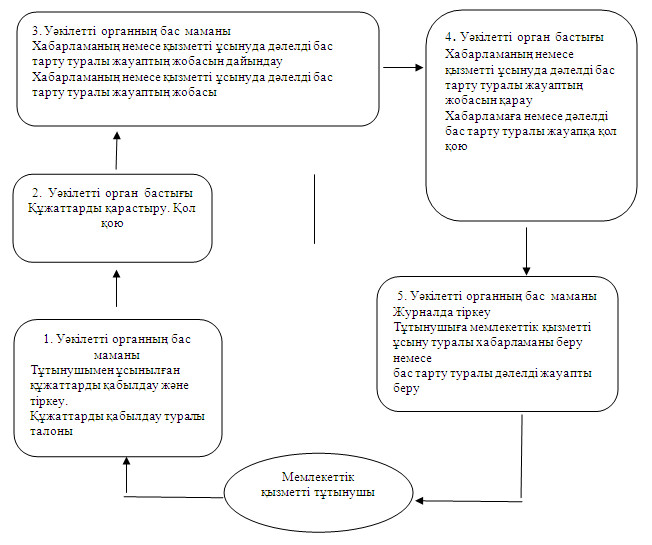 3. Уәкілетті органның бас маманы
Хабарламаның немесе қызметті ұсынуда дәлелді бас
тарту туралы жауаптың жобасын дайындау
Хабарламаның немесе қызметті ұсынуда дәлелді бас
тарту туралы жауаптың жобасы
4. Уәкілетті орган бастығы
Хабарламаның немесе
қызметті ұсынуда дәлелді бас
тарту туралы жауаптың
жобасын қарау
Хабарламаға немесе дәлелді
бас тарту туралы жауапқа қол
қою
2. Уәкілетті орган бастығы
Құжаттарды қарастыру. Қол
қою
5. Уәкілетті органның бас маманы
Журналда тіркеу
Тұтынушыға мемлекеттік қызметті
ұсыну туралы хабарламаны беру
немесе
бас тарту туралы дәлелді жауапты
беру
1. Уәкілетті органның бас
маманы
Тұтынушымен ұсынылған
құжаттарды қабылдау және
тіркеу.
Құжаттарды қабылдау туралы
талоны
Мемлекеттік
қызметті тұтынушы